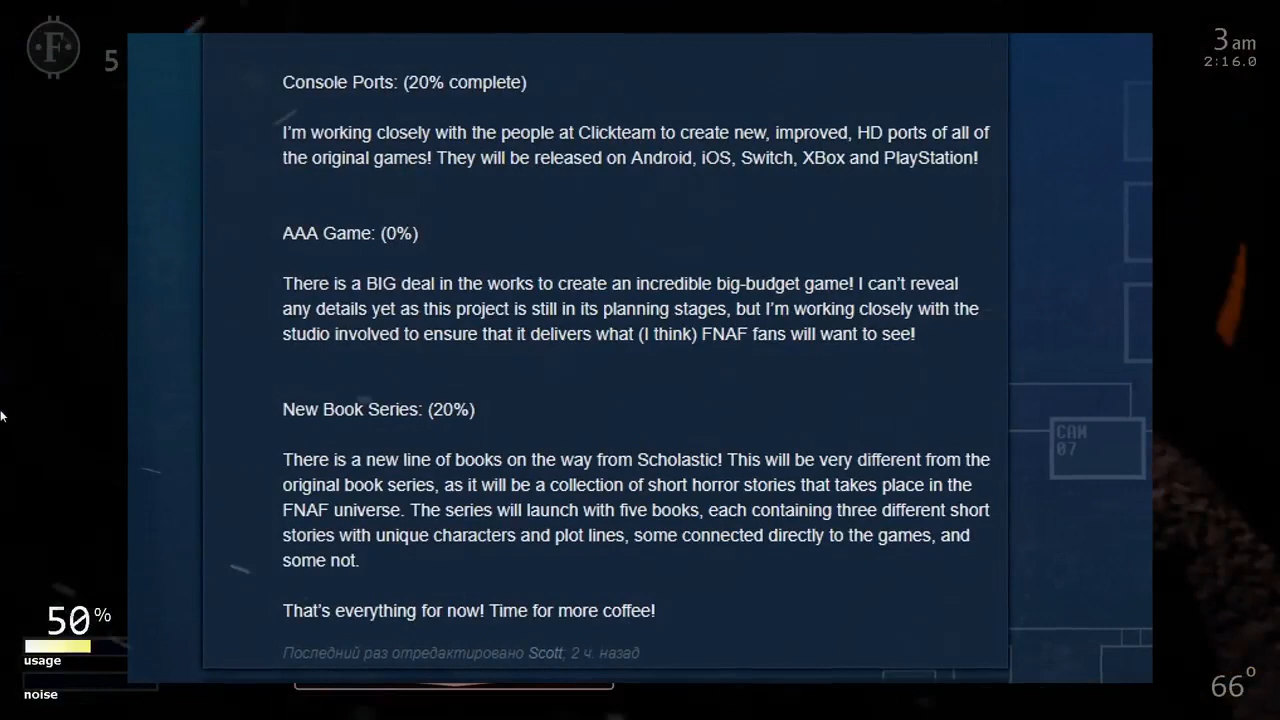 F
5
3 am
2:16.0
Console Ports: (20% complete)
I'm working closely with the people at Clickteam to create new, improved, HD ports of all of
the original games! They will be released on Android, iOS, Switch, XBox and PlayStation!
AAA Game: (0%)
There is a BIG deal in the works to create an incredible big-budget game! I can't reveal
any details yet as this project is still in its planning stages, but I'm working closely with the
studio involved to ensure that it delivers what (I think) FNAF fans will want to see!
New Book Series: (20%)
There is a new line of books on the way from Scholastic! This will be very different from the
original book series, as it will be a collection of short horror stories that takes place in the
FNAF universe. The series will launch with five books, each containing three different short
stories with unique characters and plot lines, some connected directly to the games, and
some not.
That's everything for now! Time for more coffee!
Последний раз отредактировано Scott; 2 ч. назад
CAM
07
50%
usage
noise
66°